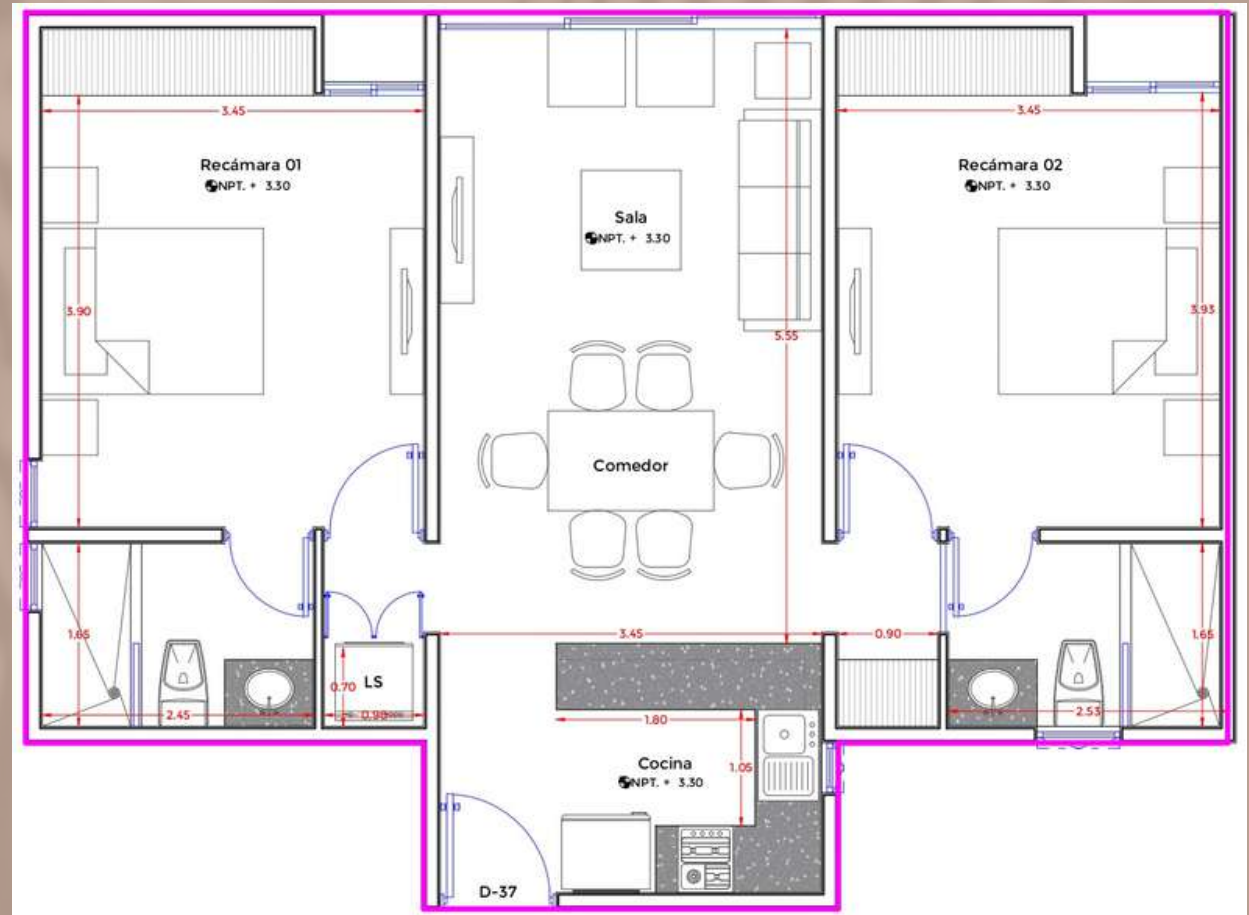 3.45
3.45
Recámara 01
NPT. + 3.30
Recámara 02
NPT. + 3.30
Sala
NPT. + 3.30
3.90
3.93
5.55
Comedor
1.65
3.45
0.90
1.65
LS
0.70
2.45
0.90
1.80
2.53
Cocina
NPT. + 3.30
1.05
D-37